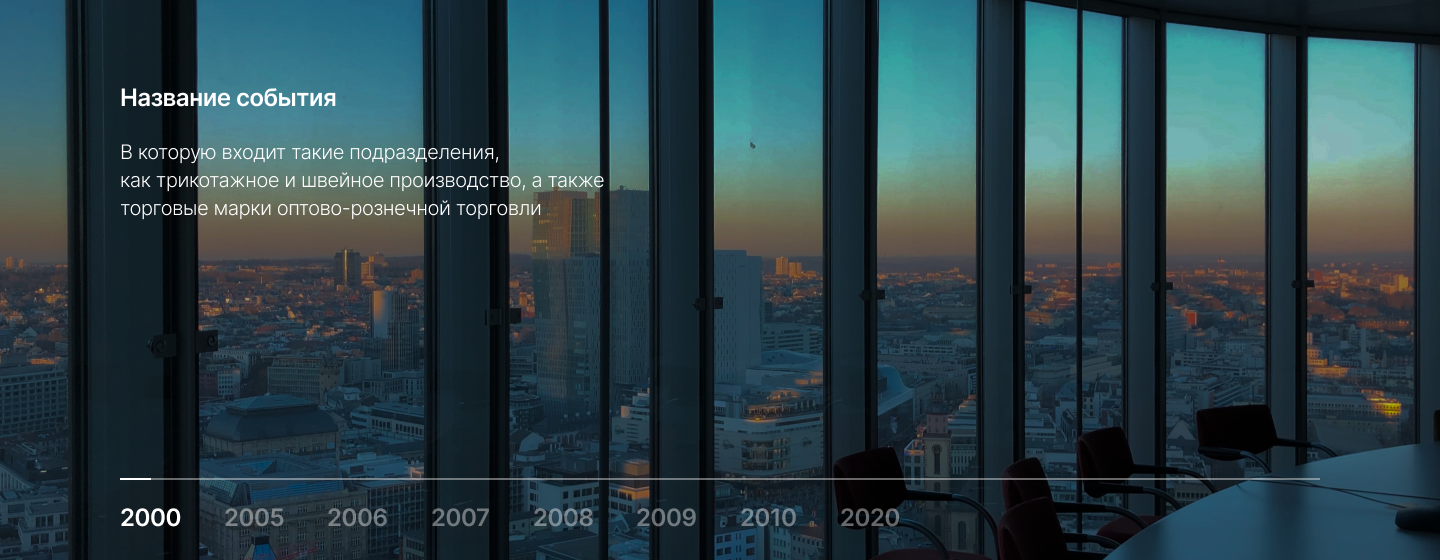 Название события
В которую входит такие подразделения,
как трикотажное и швейное производство, а также
торговые марки оптово-рознечной торговли
2000 2005 2006 2007 2008 2009 2010 2020